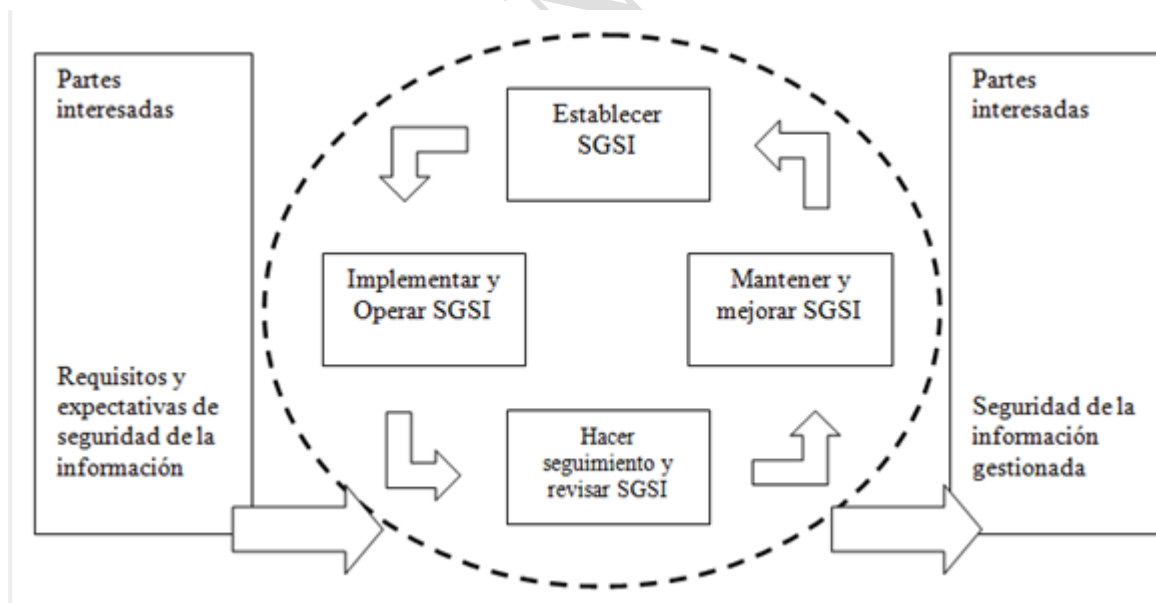 Partes
interesadas
Requisitos y
expectativas de
seguridad de la
información
Establecer
SGSI
Implementar y
Operar SGSI
Mantener y
mejorar SGSI
Hacer
seguimiento y
revisar SGSI
Partes
interesadas
Seguridad de la
información
gestionada